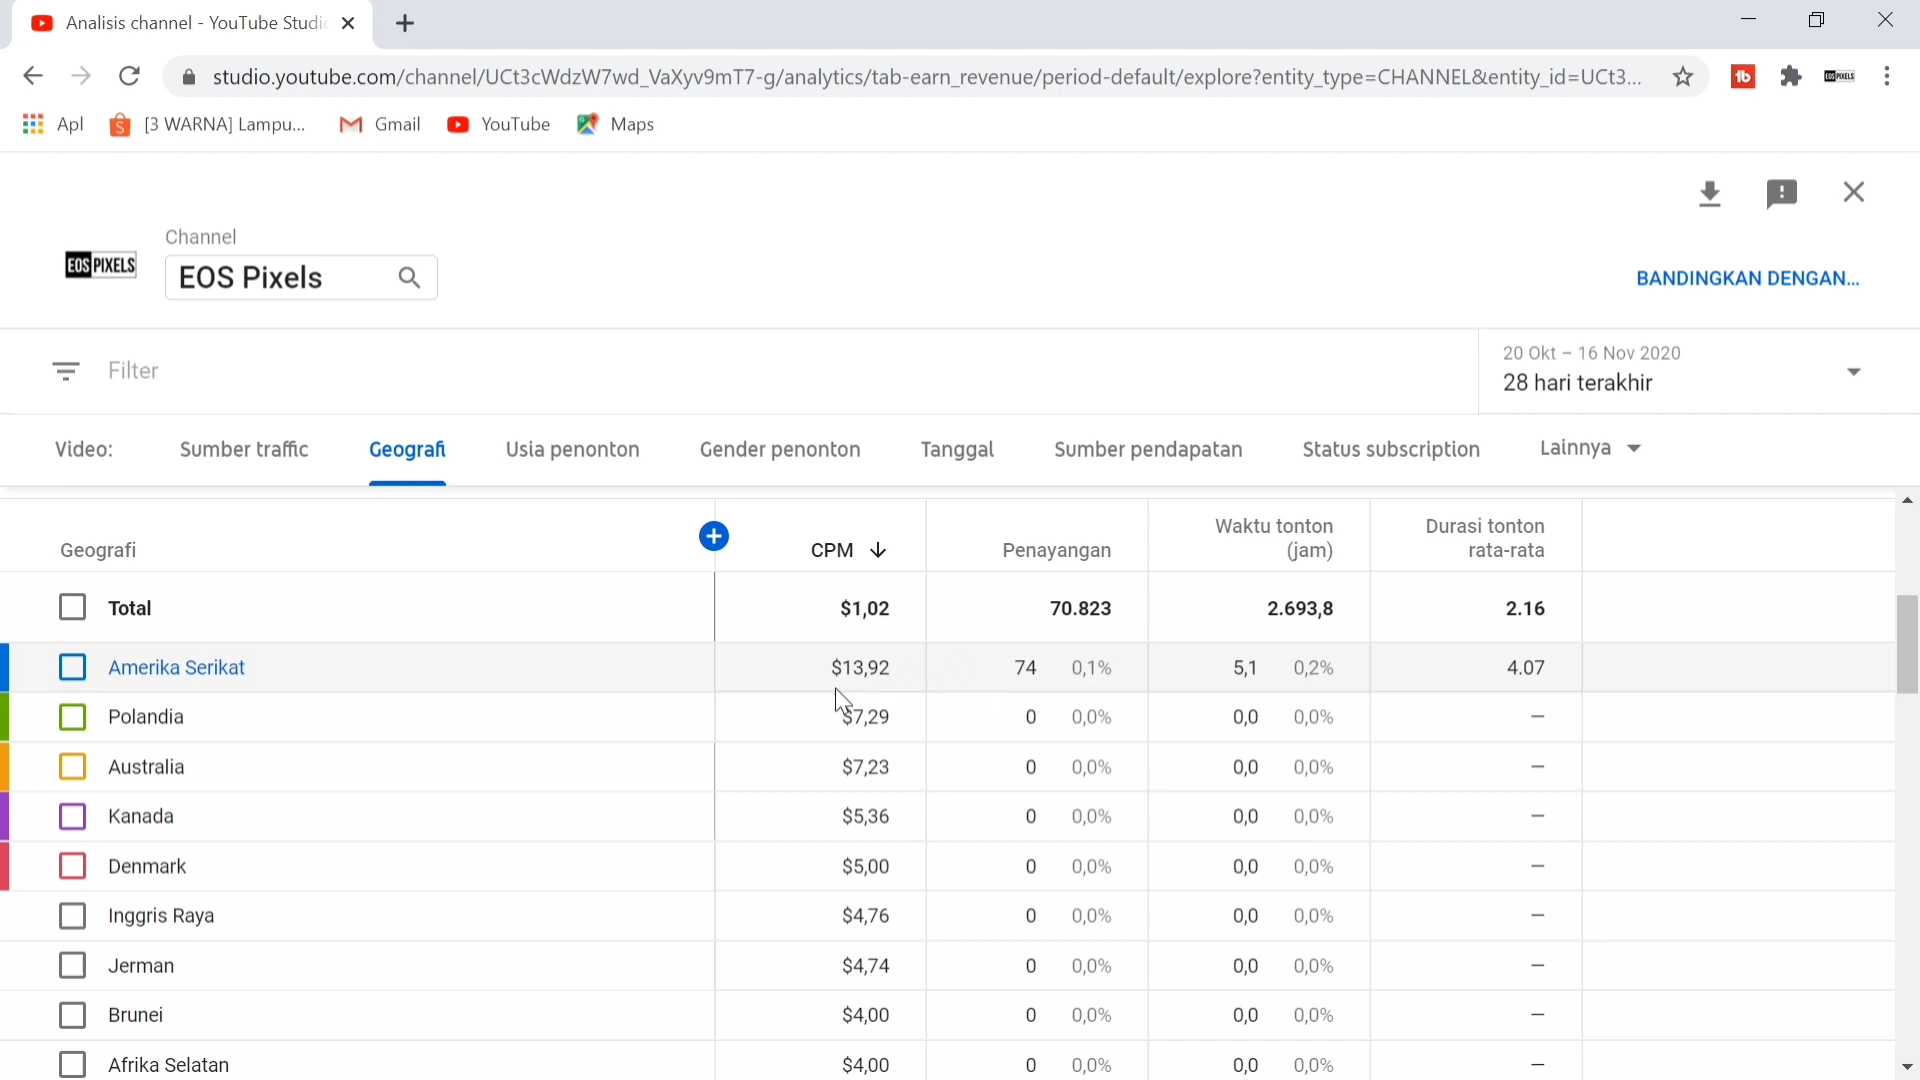 Analisis channel - YouTube Studi
studio.youtube.com/channel/UCt3cWdzW7wd_VaXyv9mT7-g/analytics/tab-earn_revenue/period-default/explore?entity_type=CHANNEL&entity_id=UCt3...
Apl [3 WARNA] Lampu... Gmail YouTube Maps
Channel
EOS PIXELS EOS Pixels
BANDINGKAN DENGAN...
Filter
20 Okt – 16 Nov 2020
28 hari terakhir
Video: Sumber traffic Geografi Usia penonton Gender penonton Tanggal Sumber pendapatan Status subscription Lainnya
Geografi CPM Penayangan Waktu tonton (jam) Durasi tonton rata-rata
Total $1,02 70.823 2.693,8 2.16
Amerika Serikat $13,92 74 0,1% 5,1 0,2% 4.07
Polandia $7,29 0 0,0% 0,0 0,0% —
Australia $7,23 0 0,0% 0,0 0,0% —
Kanada $5,36 0 0,0% 0,0 0,0% —
Denmark $5,00 0 0,0% 0,0 0,0% —
Inggris Raya $4,76 0 0,0% 0,0 0,0% —
Jerman $4,74 0 0,0% 0,0 0,0% —
Brunei $4,00 0 0,0% 0,0 0,0% —
Afrika Selatan $4,00 0 0,0% 0,0 0,0% —